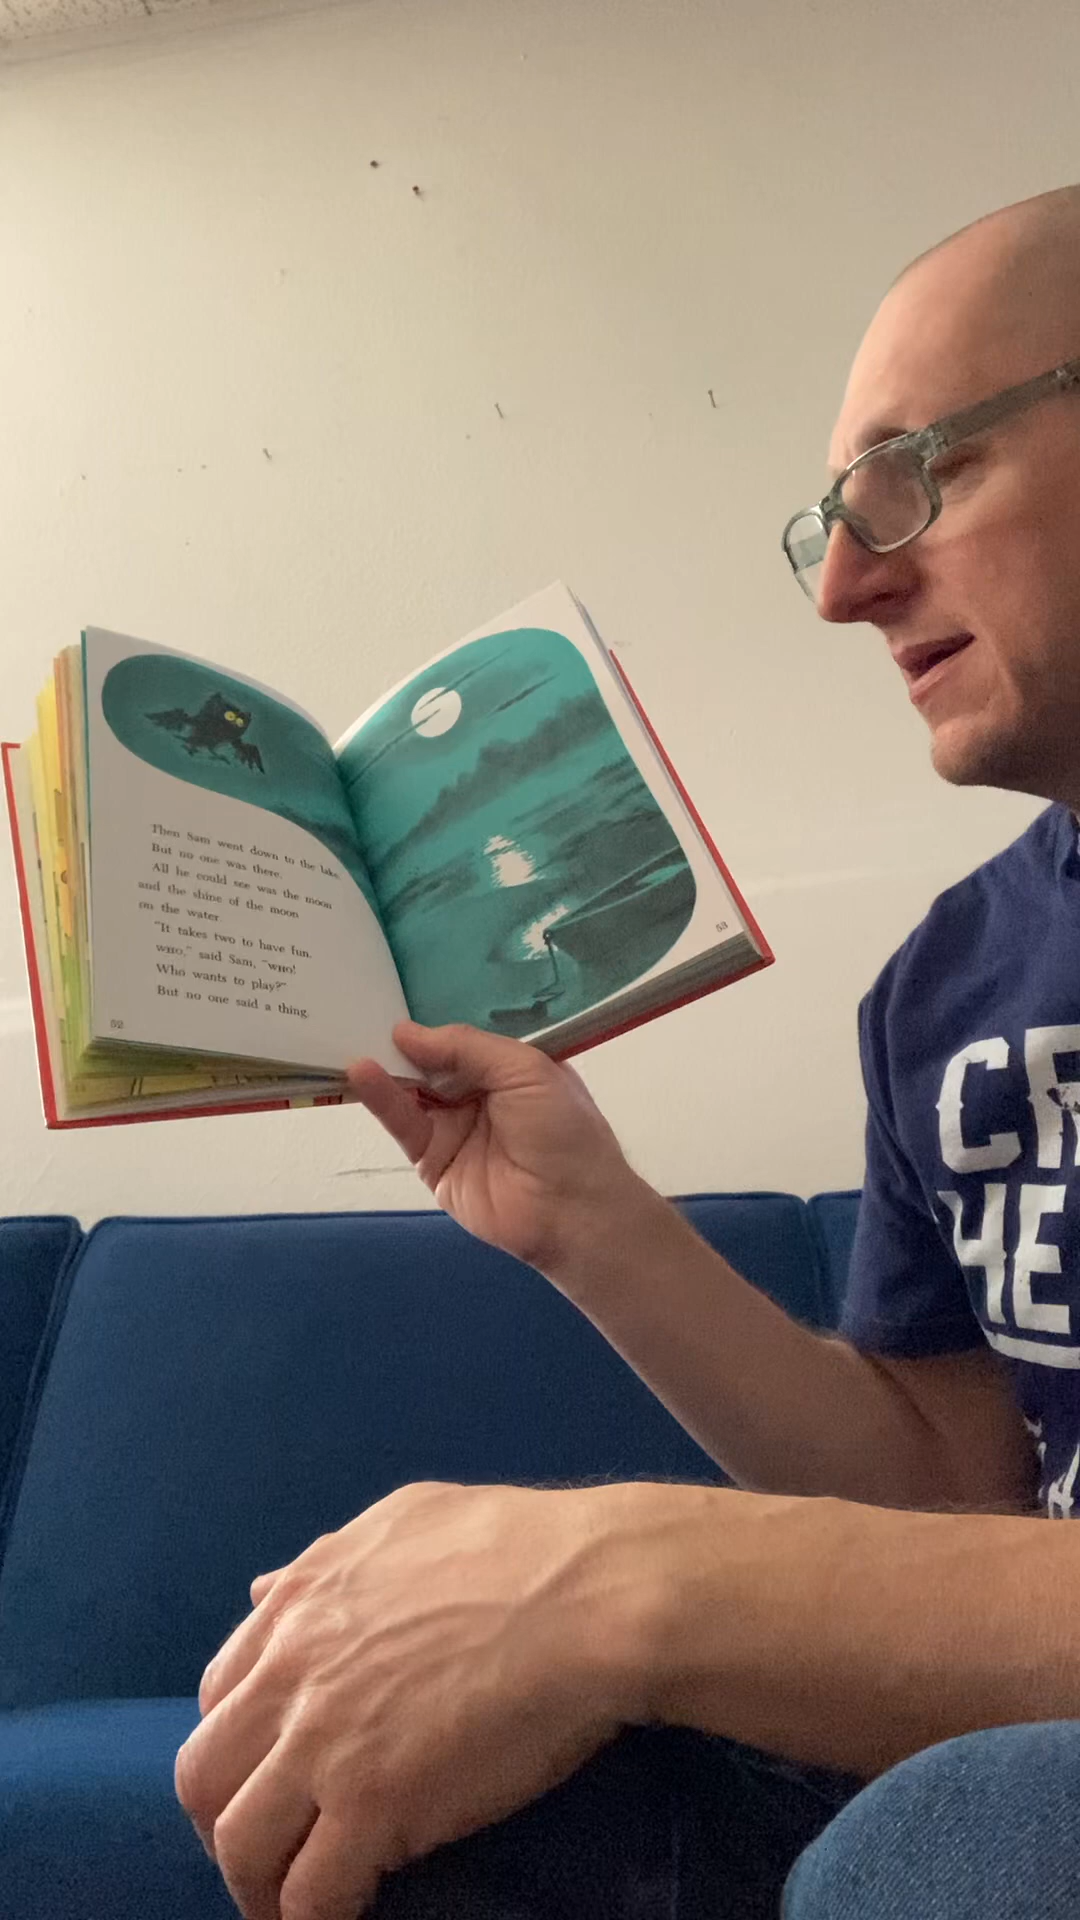 Then Sam went down to the lake.
But no one was there.
All he could see was the moon
and the shine of the moon
on the water.
"It takes two to have fun.
WHO," said Sam, "WHO!
Who wants to play?"
But no one said a thing.
52
53
CR
HE